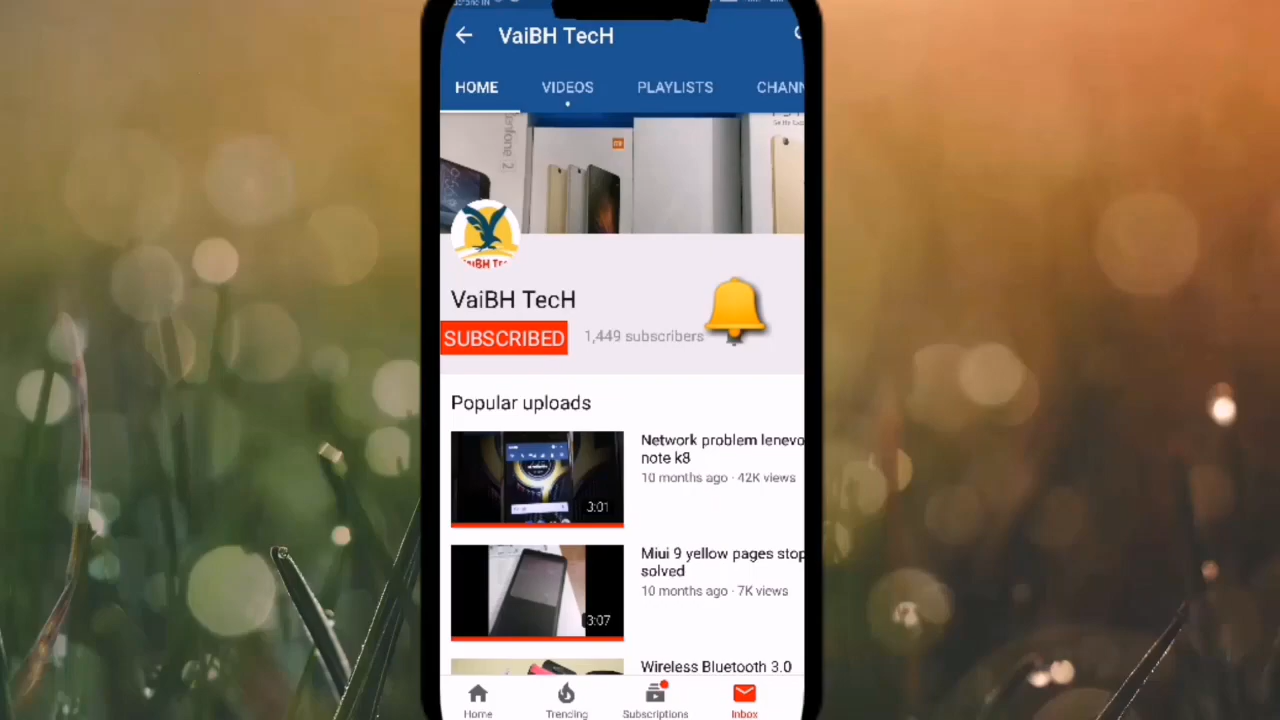 VaiBH TecH
HOME VIDEOS PLAYLISTS CHANN
VaiBH TecH
SUBSCRIBED 1,449 subscribers
Popular uploads
Network problem lenevo
note k8
10 months ago · 42K views
3:01
Miui 9 yellow pages stop
solved
10 months ago · 7K views
3:07
Wireless Bluetooth 3.0
Home Trending Subscriptions Inbox